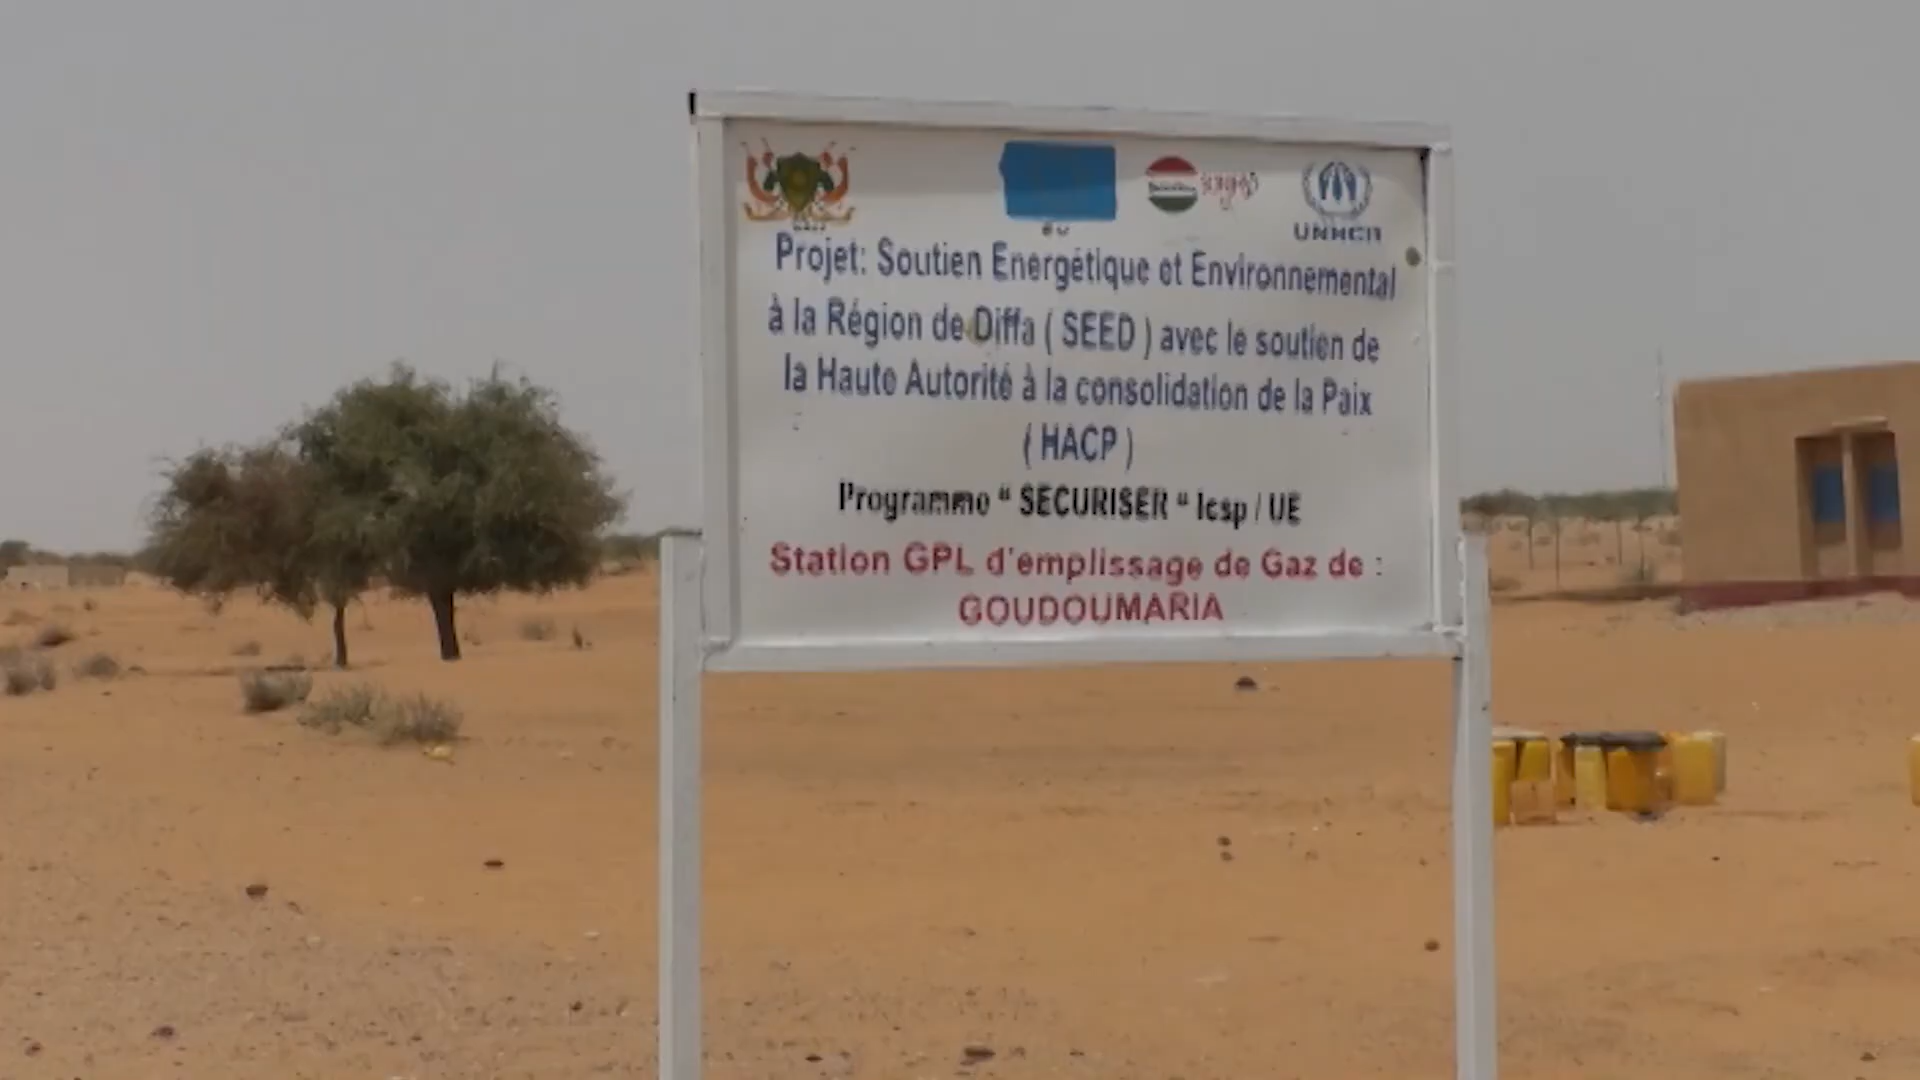 UNHCR
Projet: Soutien Energétique et Environnemental
à la Région de Diffa ( SEED ) avec le soutien de
la Haute Autorité à la consolidation de la Paix
( HACP )
Programme “ SECURISER “ Icsp / UE
Station GPL d'emplissage de Gaz de :
GOUDOUMARIA